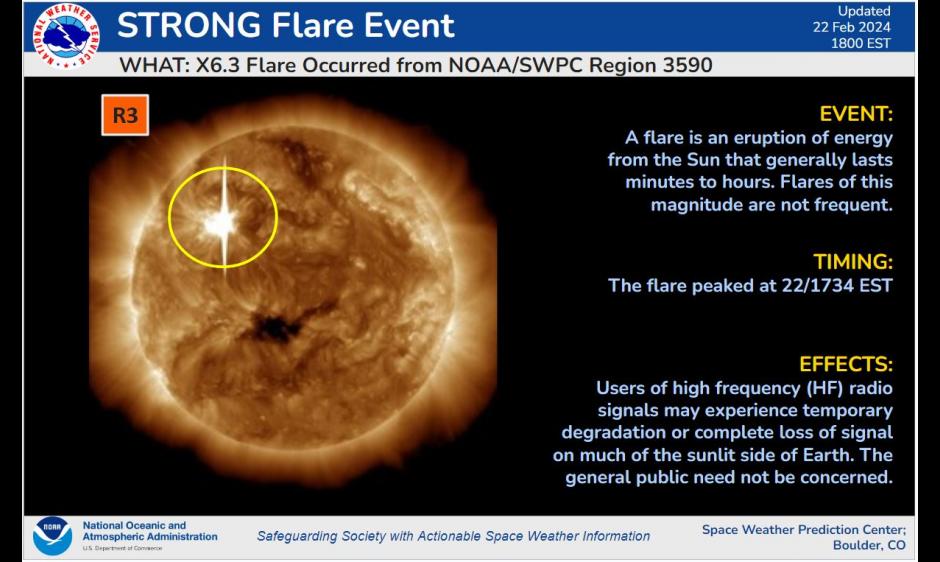 NATIONAL WEATHER SERVICE
STRONG Flare Event
Updated
22 Feb 2024
1800 EST
WHAT: X6.3 Flare Occurred from NOAA/SWPC Region 3590
R3
EVENT:
A flare is an eruption of energy
from the Sun that generally lasts
minutes to hours. Flares of this
magnitude are not frequent.
TIMING:
The flare peaked at 22/1734 EST
EFFECTS:
Users of high frequency (HF) radio
signals may experience temporary
degradation or complete loss of signal
on much of the sunlit side of Earth. The
general public need not be concerned.
NOAA
National Oceanic and
Atmospheric Administration
U.S. Department of Commerce
Safeguarding Society with Actionable Space Weather Information
Space Weather Prediction Center;
Boulder, CO